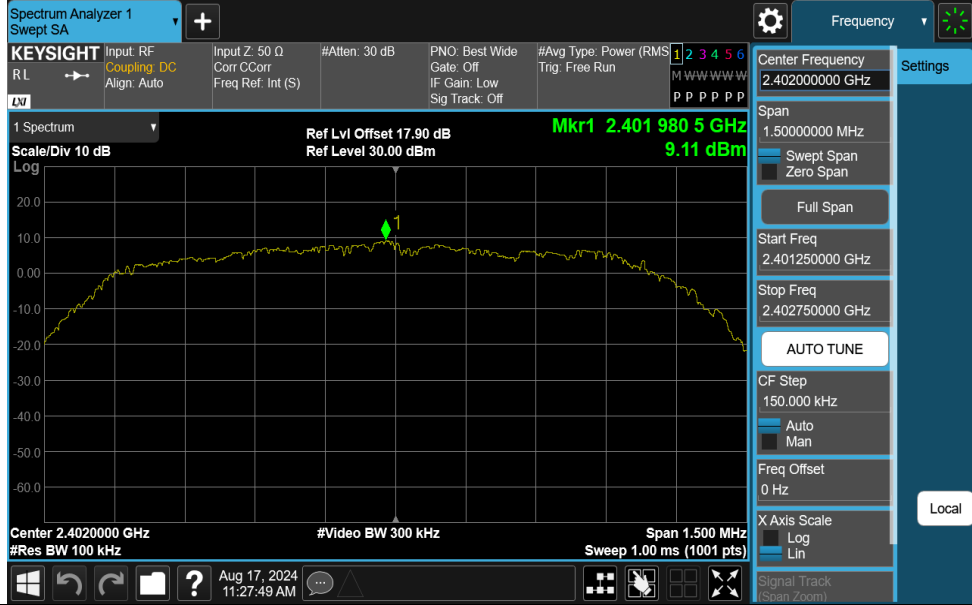 Spectrum Analyzer 1
Swept SA
+
Frequency
KEYSIGHT
R L
LXI
Input: RF
Coupling: DC
Align: Auto
Input Z: 50 Ω
Corr CCorr
Freq Ref: Int (S)
#Atten: 30 dB
PNO: Best Wide
Gate: Off
IF Gain: Low
Sig Track: Off
#Avg Type: Power (RMS
Trig: Free Run
1 2 3 4 5 6
M W W W W W
P P P P P P
Center Frequency
2.402000000 GHz
Settings
Span
1.50000000 MHz
Swept Span
Zero Span
Full Span
Start Freq
2.401250000 GHz
Stop Freq
2.402750000 GHz
AUTO TUNE
CF Step
150.000 kHz
Auto
Man
Freq Offset
0 Hz
X Axis Scale
Log
Lin
Signal Track
(Span Zoom)
Local
1 Spectrum
Scale/Div 10 dB
Ref Lvl Offset 17.90 dB
Ref Level 30.00 dBm
Mkr1 2.401 980 5 GHz
9.11 dBm
Log
20.0
10.0
0.00
-10.0
-20.0
-30.0
-40.0
-50.0
-60.0
1
Center 2.4020000 GHz
#Res BW 100 kHz
#Video BW 300 kHz
Span 1.500 MHz
Sweep 1.00 ms (1001 pts)
?
Aug 17, 2024
11:27:49 AM